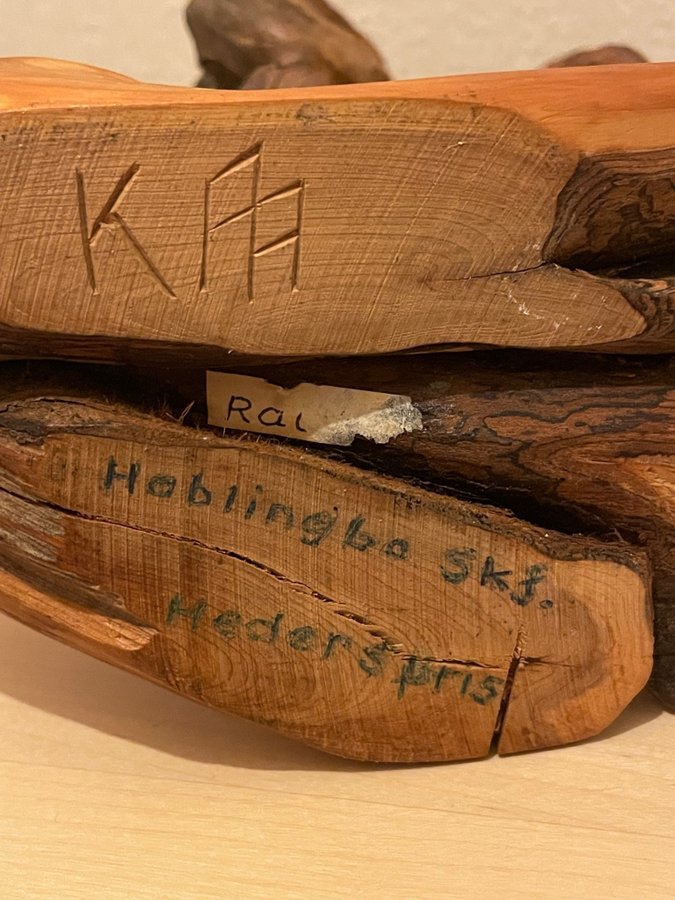 K
Ra
Hablingbo Skf.
Hederspris